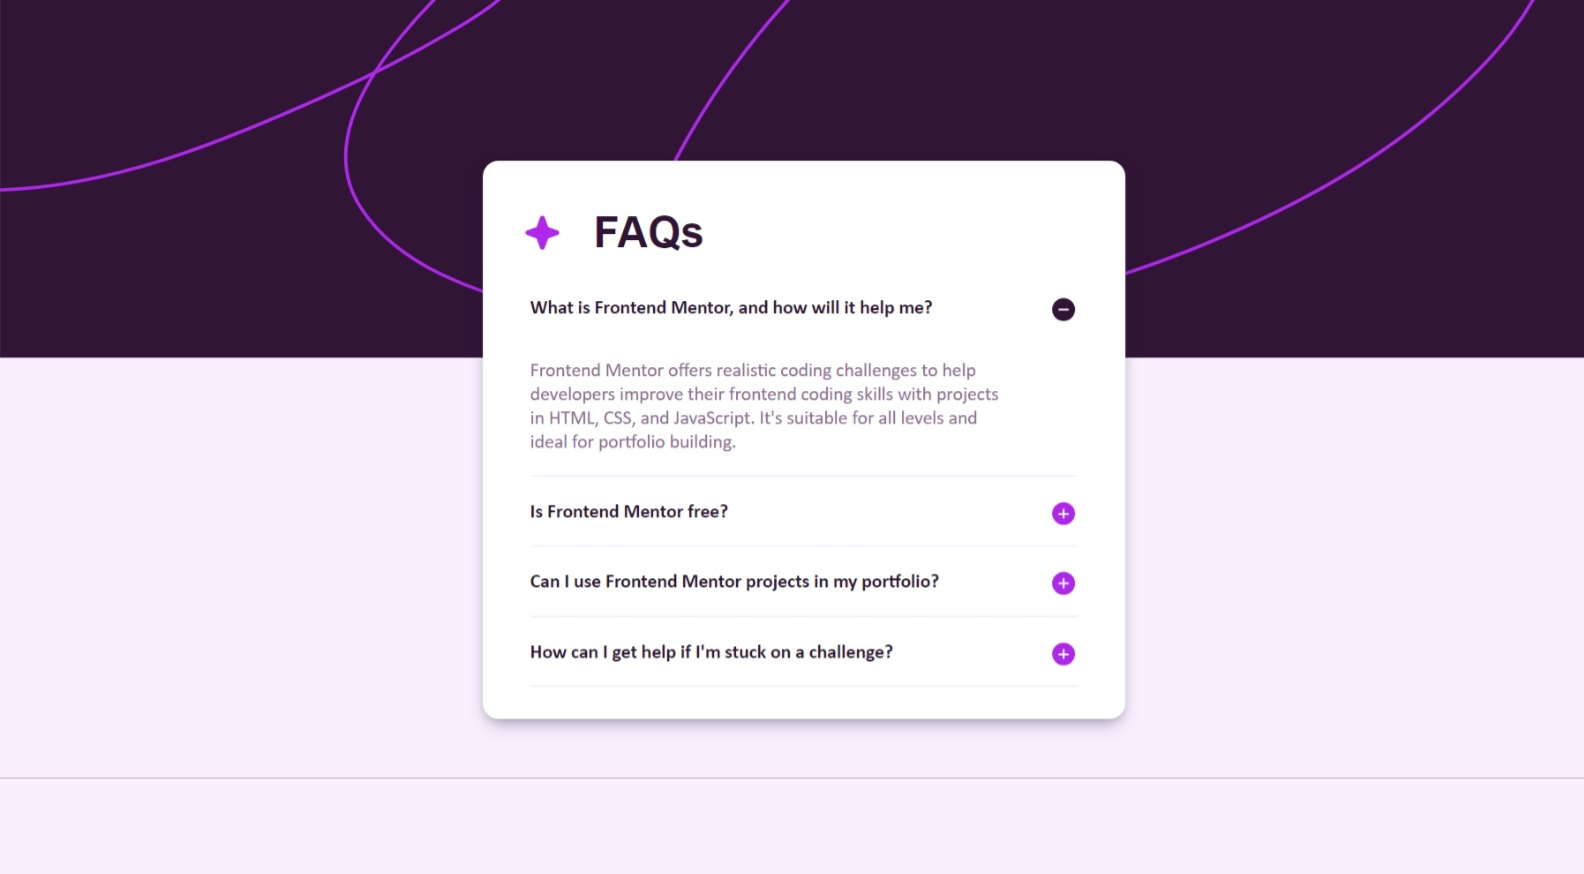 FAQs
What is Frontend Mentor, and how will it help me?
Frontend Mentor offers realistic coding challenges to help
developers improve their frontend coding skills with projects
in HTML, CSS, and JavaScript. It's suitable for all levels and
ideal for portfolio building.
Is Frontend Mentor free?
Can I use Frontend Mentor projects in my portfolio?
How can I get help if I'm stuck on a challenge?